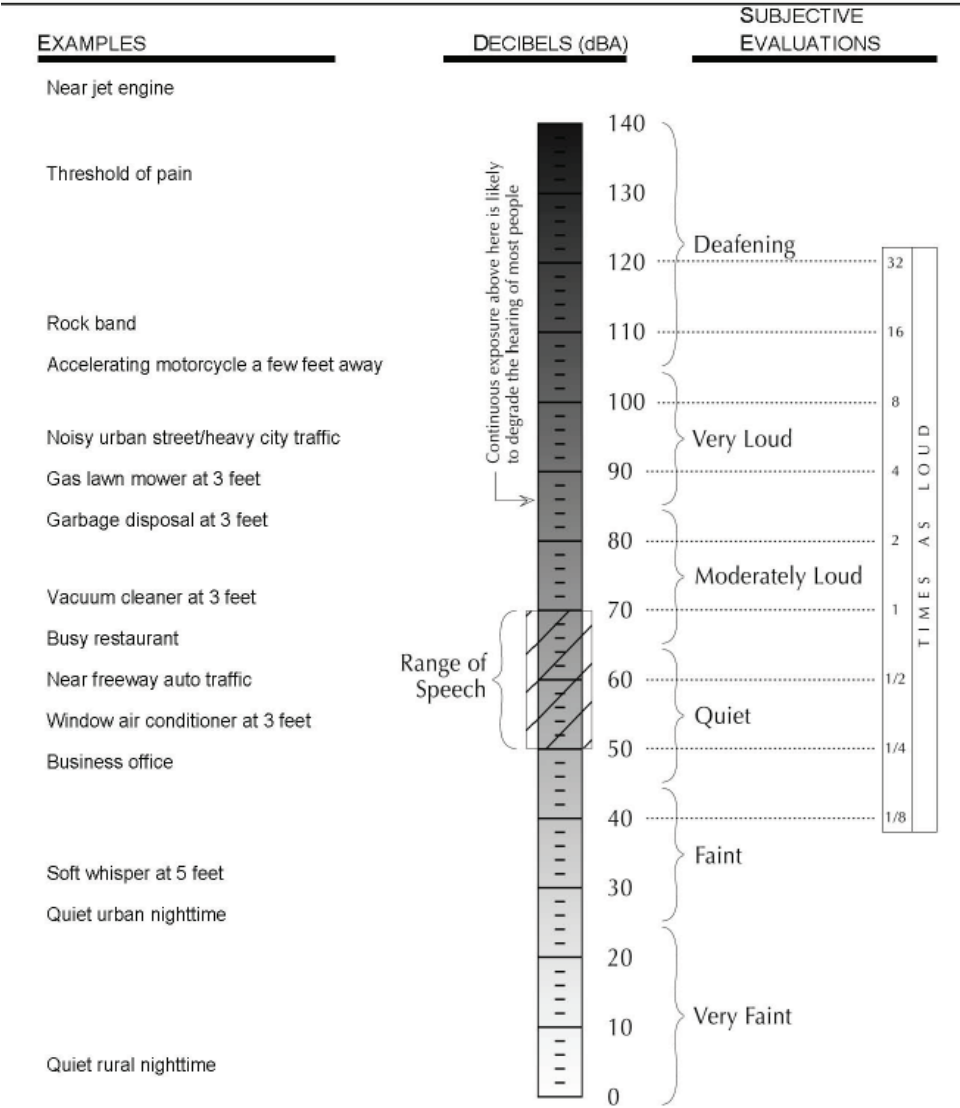 EXAMPLES
DECIBELS (dBA)
SUBJECTIVE
EVALUATIONS
Near jet engine
Threshold of pain
Rock band
Accelerating motorcycle a few feet away
Noisy urban street/heavy city traffic
Gas lawn mower at 3 feet
Garbage disposal at 3 feet
Vacuum cleaner at 3 feet
Busy restaurant
Near freeway auto traffic
Window air conditioner at 3 feet
Business office
Soft whisper at 5 feet
Quiet urban nighttime
Quiet rural nighttime
Continuous exposure above here is likely
to degrade the hearing of most people
Range of
Speech
140
130
120
110
100
90
80
70
60
50
40
30
20
10
0
Deafening
Very Loud
Moderately Loud
Quiet
Faint
Very Faint
32
16
8
4
2
1
1/2
1/4
1/8
TIMES AS LOUD